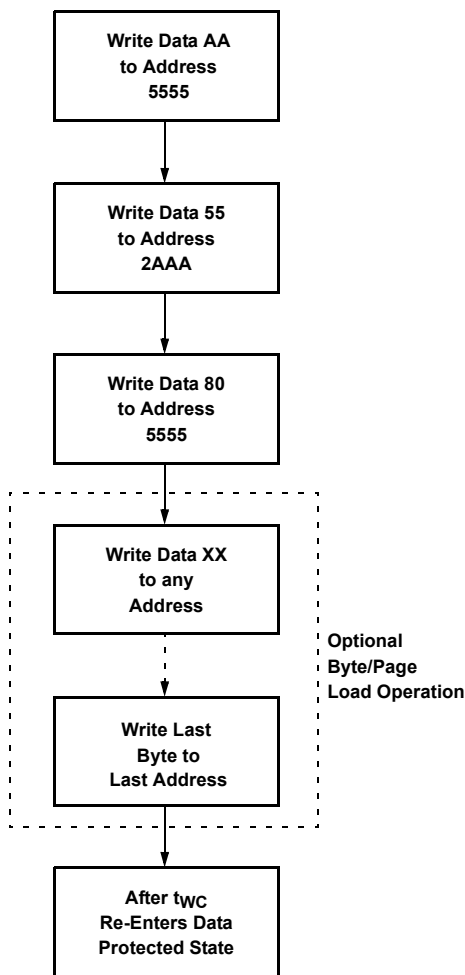 Write Data AA
to Address
5555
Write Data 55
to Address
2AAA
Write Data 80
to Address
5555
Write Data XX
to any
Address
Optional
Byte/Page
Load Operation
Write Last
Byte to
Last Address
After tWC
Re-Enters Data
Protected State